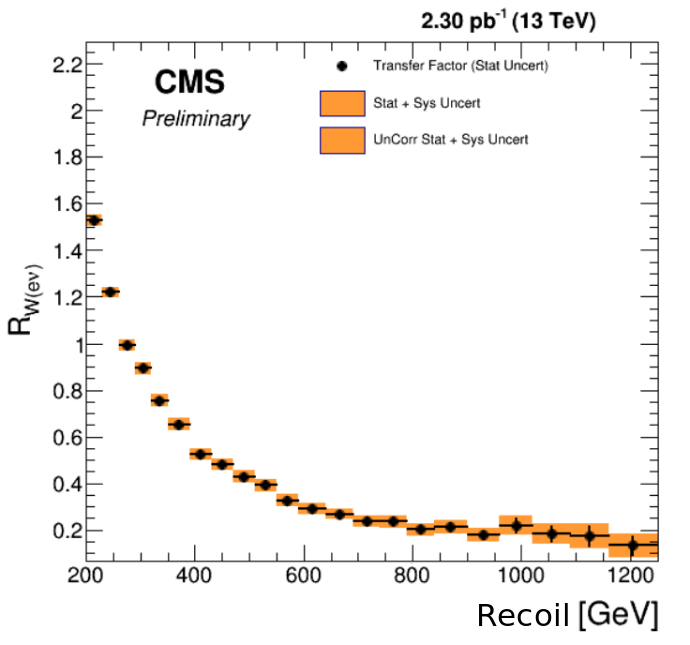 2.30 pb⁻¹ (13 TeV)
CMS
Preliminary
Transfer Factor (Stat Uncert)
Stat + Sys Uncert
UnCorr Stat + Sys Uncert
R_W(ev)
2.2
2
1.8
1.6
1.4
1.2
1
0.8
0.6
0.4
0.2
200 400 600 800 1000 1200
Recoil [GeV]